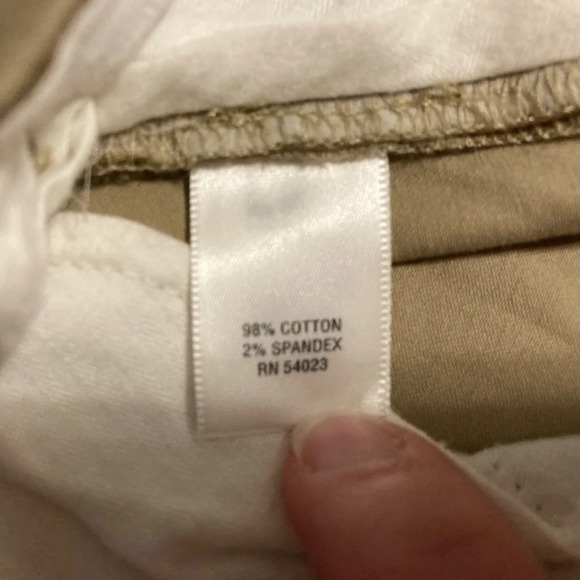 98% COTTON
2% SPANDEX
RN 54023